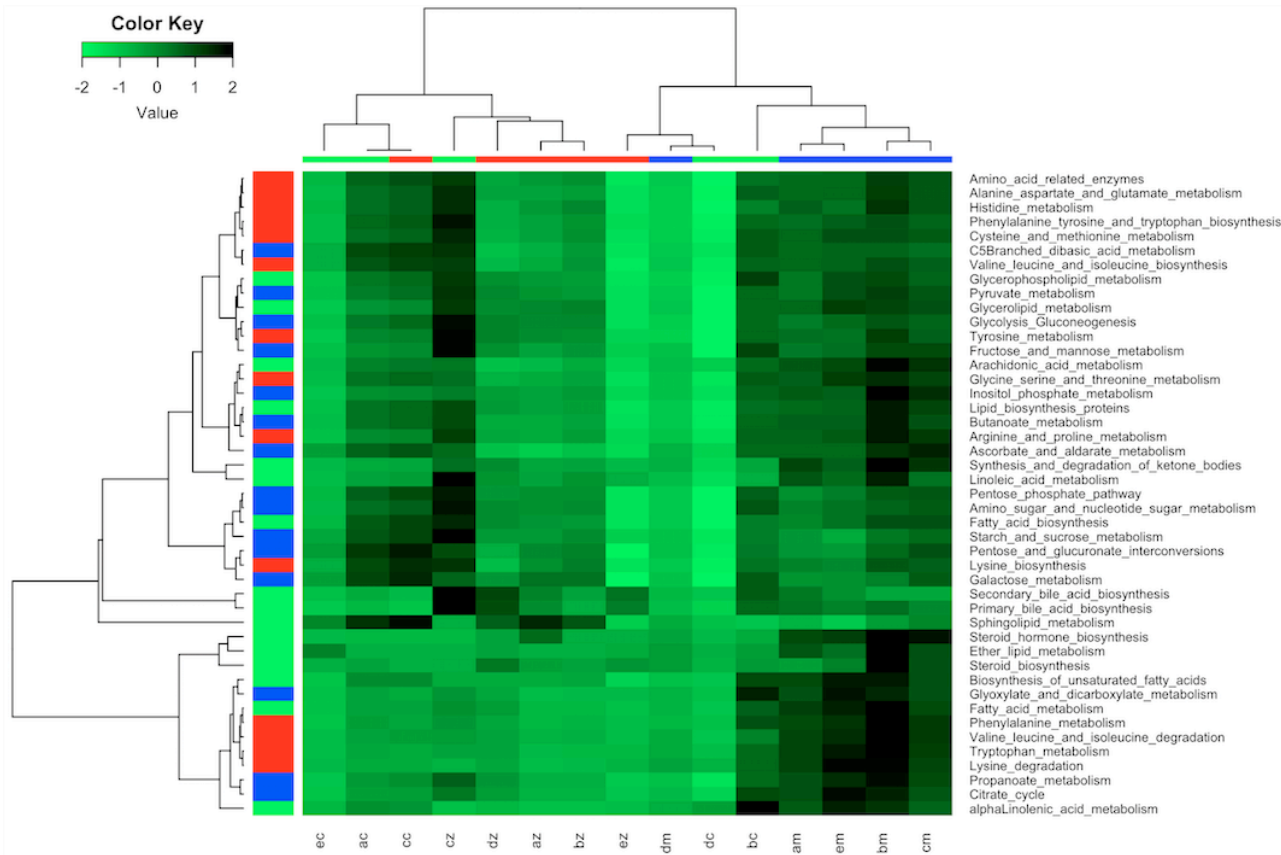 Color Key
-2 -1 0 1 2
Value
Amino_acid_related_enzymes
Alanine_aspartate_and_glutamate_metabolism
Histidine_metabolism
Phenylalanine_tyrosine_and_tryptophan_biosynthesis
Cysteine_and_methionine_metabolism
C5Branched_dibasic_acid_metabolism
Valine_leucine_and_isoleucine_biosynthesis
Glycerophospholipid_metabolism
Pyruvate_metabolism
Glycerolipid_metabolism
Glycolysis_Gluconeogenesis
Tyrosine_metabolism
Fructose_and_mannose_metabolism
Arachidonic_acid_metabolism
Glycine_serine_and_threonine_metabolism
Inositol_phosphate_metabolism
Lipid_biosynthesis_proteins
Butanoate_metabolism
Arginine_and_proline_metabolism
Ascorbate_and_aldarate_metabolism
Synthesis_and_degradation_of_ketone_bodies
Linoleic_acid_metabolism
Pentose_phosphate_pathway
Amino_sugar_and_nucleotide_sugar_metabolism
Fatty_acid_biosynthesis
Starch_and_sucrose_metabolism
Pentose_and_glucuronate_interconversions
Lysine_biosynthesis
Galactose_metabolism
Secondary_bile_acid_biosynthesis
Primary_bile_acid_biosynthesis
Sphingolipid_metabolism
Steroid_hormone_biosynthesis
Ether_lipid_metabolism
Steroid_biosynthesis
Biosynthesis_of_unsaturated_fatty_acids
Glyoxylate_and_dicarboxylate_metabolism
Fatty_acid_metabolism
Phenylalanine_metabolism
Valine_leucine_and_isoleucine_degradation
Tryptophan_metabolism
Lysine_degradation
Propanoate_metabolism
Citrate_cycle
alphaLinolenic_acid_metabolism
ec ac cc cz dz az bz ez dm dc bc am em bm cm